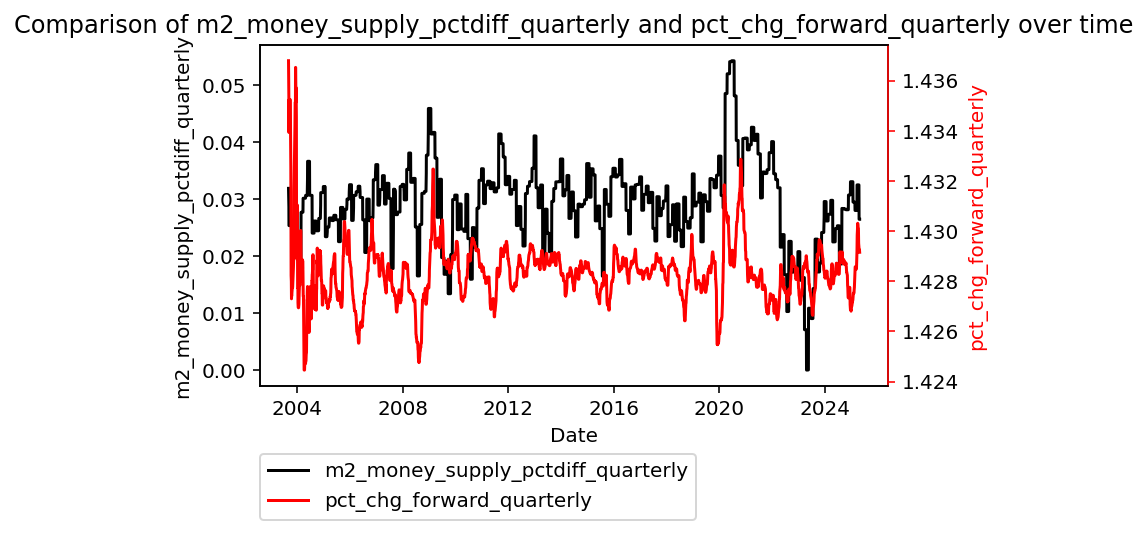 Comparison of m2_money_supply_pctdiff_quarterly and pct_chg_forward_quarterly over time
m2_money_supply_pctdiff_quarterly
0.05
0.04
0.03
0.02
0.01
0.00
1.436
1.434
1.432
1.430
1.428
1.426
1.424
pct_chg_forward_quarterly
2004 2008 2012 2016 2020 2024
Date
m2_money_supply_pctdiff_quarterly
pct_chg_forward_quarterly